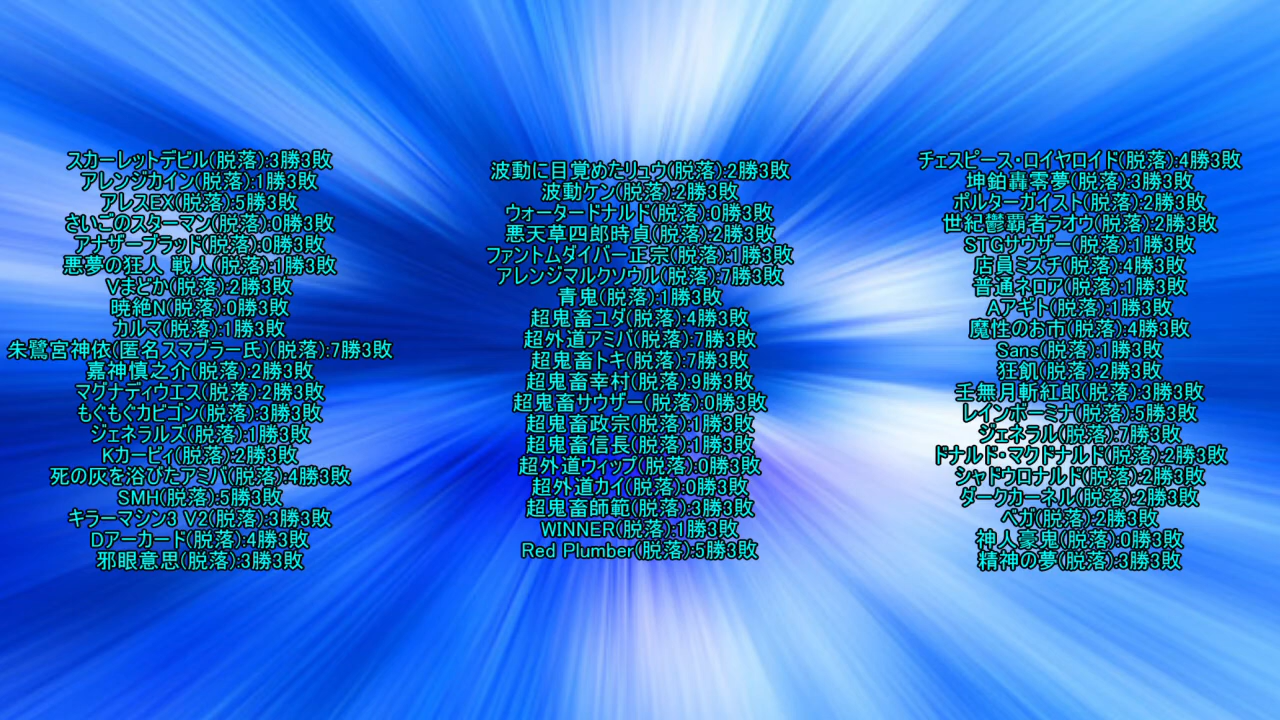 スカーレットデビル(脱落):3勝3敗
アレンジカイン(脱落):1勝3敗
アレスEX(脱落):5勝3敗
さいごのスターマン(脱落):0勝3敗
アナザーブラッド(脱落):0勝3敗
悪夢の狂人 戦人(脱落):1勝3敗
Vまどか(脱落):2勝3敗
暁絶N(脱落):0勝3敗
カルマ(脱落):1勝3敗
朱鷺宮神依(匿名スマブラー氏)(脱落):7勝3敗
嘉神慎之介(脱落):2勝3敗
マグナディウエス(脱落):2勝3敗
もぐもぐカビゴン(脱落):3勝3敗
ジェネラルズ(脱落):1勝3敗
Kカービィ(脱落):2勝3敗
死の灰を浴びたアミバ(脱落):4勝3敗
SMH(脱落):5勝3敗
キラーマシン3 V2(脱落):3勝3敗
Dアーカード(脱落):4勝3敗
邪眼意思(脱落):3勝3敗
波動に目覚めたリュウ(脱落):2勝3敗
波動ケン(脱落):2勝3敗
ウォータードナルド(脱落):0勝3敗
悪天草四郎時貞(脱落):2勝3敗
ファントムダイバー正宗(脱落):1勝3敗
アレンジマルクソウル(脱落):7勝3敗
青鬼(脱落):1勝3敗
超鬼畜ユダ(脱落):4勝3敗
超外道アミバ(脱落):7勝3敗
超鬼畜トキ(脱落):7勝3敗
超鬼畜幸村(脱落):9勝3敗
超鬼畜サウザー(脱落):0勝3敗
超鬼畜政宗(脱落):1勝3敗
超鬼畜信長(脱落):1勝3敗
超外道ウィップ(脱落):0勝3敗
超外道カイ(脱落):0勝3敗
超鬼畜師範(脱落):3勝3敗
WINNER(脱落):1勝3敗
Red Plumber(脱落):5勝3敗
チェスピース・ロイヤロイド(脱落):4勝3敗
坤鉑轟零夢(脱落):3勝3敗
ポルターガイスト(脱落):2勝3敗
世紀鬱覇者ラオウ(脱落):2勝3敗
STGサウザー(脱落):1勝3敗
店員ミズチ(脱落):4勝3敗
普通ネロア(脱落):1勝3敗
Aアギト(脱落):1勝3敗
魔性のお市(脱落):4勝3敗
Sans(脱落):1勝3敗
狂飢(脱落):2勝3敗
壬無月斬紅郎(脱落):3勝3敗
レインボーミナ(脱落):5勝3敗
ジェネラル(脱落):7勝3敗
ドナルド・マクドナルド(脱落):2勝3敗
シャドウロナルド(脱落):2勝3敗
ダークカーネル(脱落):2勝3敗
ベガ(脱落):2勝3敗
神人豪鬼(脱落):0勝3敗
精神の夢(脱落):3勝3敗